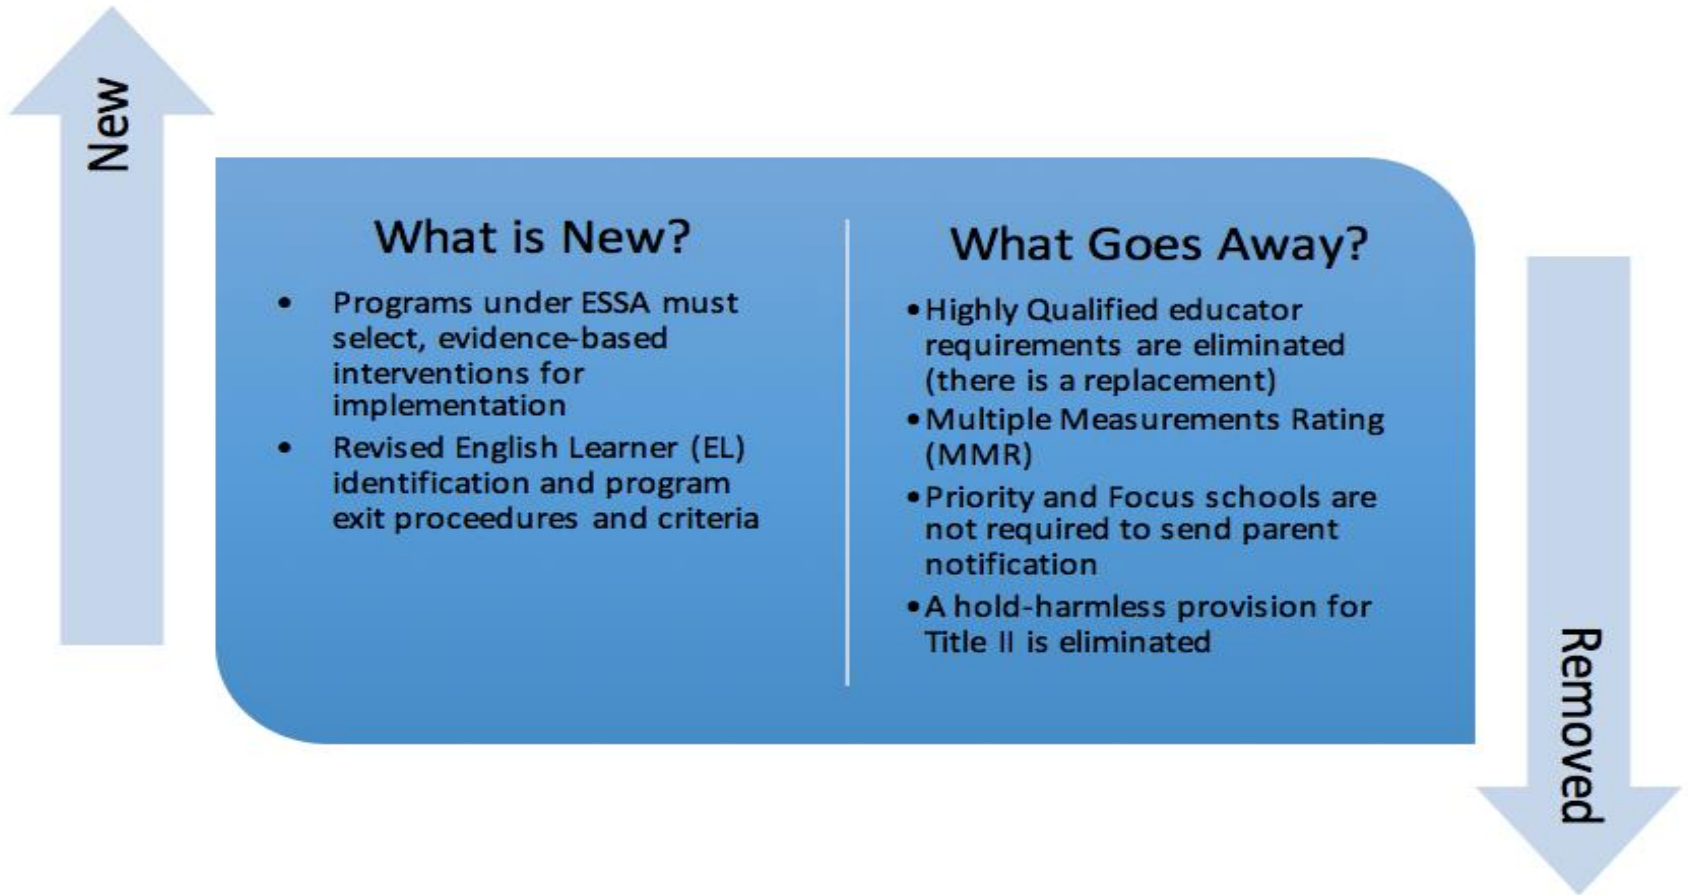 New
What is New?
• Programs under ESSA must
select, evidence-based
interventions for
implementation
• Revised English Learner (EL)
identification and program
exit proceedures and criteria
What Goes Away?
•Highly Qualified educator
requirements are eliminated
(there is a replacement)
•Multiple Measurements Rating
(MMR)
•Priority and Focus schools are
not required to send parent
notification
•A hold-harmless provision for
Title II is eliminated
Removed